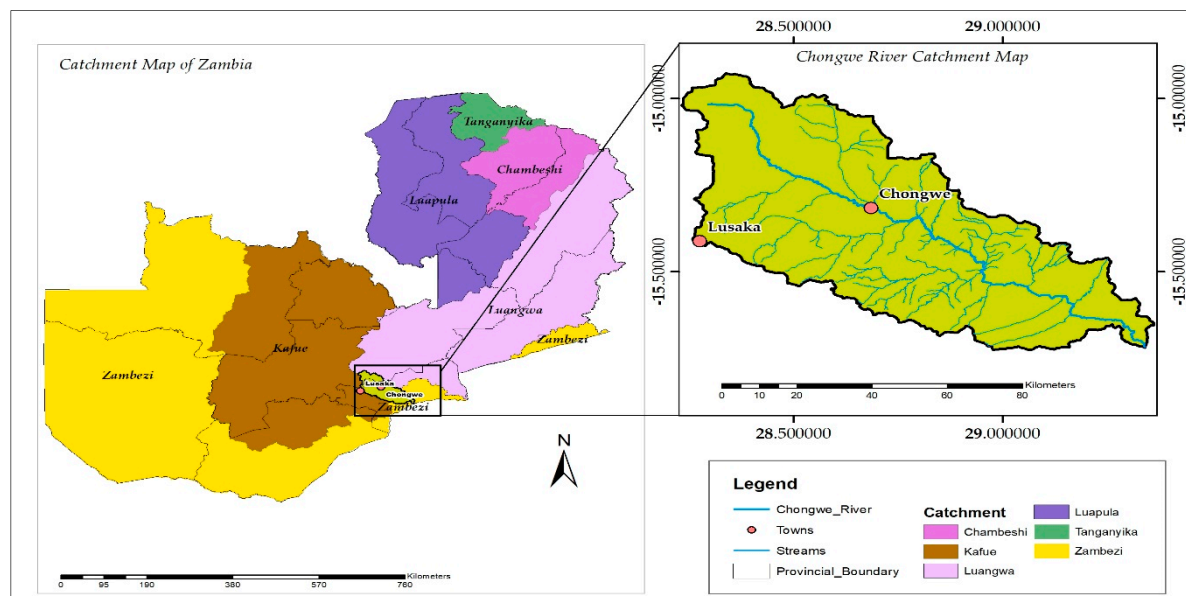 Catchment Map of Zambia
Tanganyika
Chambeshi
Luapula
Luangwa
Zambezi
Kafue
Zambezi
Lusaka
Chongwe
Zambezi
N
Kilometers
0 95 190 380 570 760
28.500000 29.000000
Chongwe River Catchment Map
-15.000000
-15.000000
Chongwe
Lusaka
-15.500000
-15.500000
Kilometers
0 10 20 40 60 80
28.500000 29.000000
Legend
Chongwe_River
Towns
Streams
Provincial_Boundary
Catchment
Chambeshi
Kafue
Luangwa
Luapula
Tanganyika
Zambezi